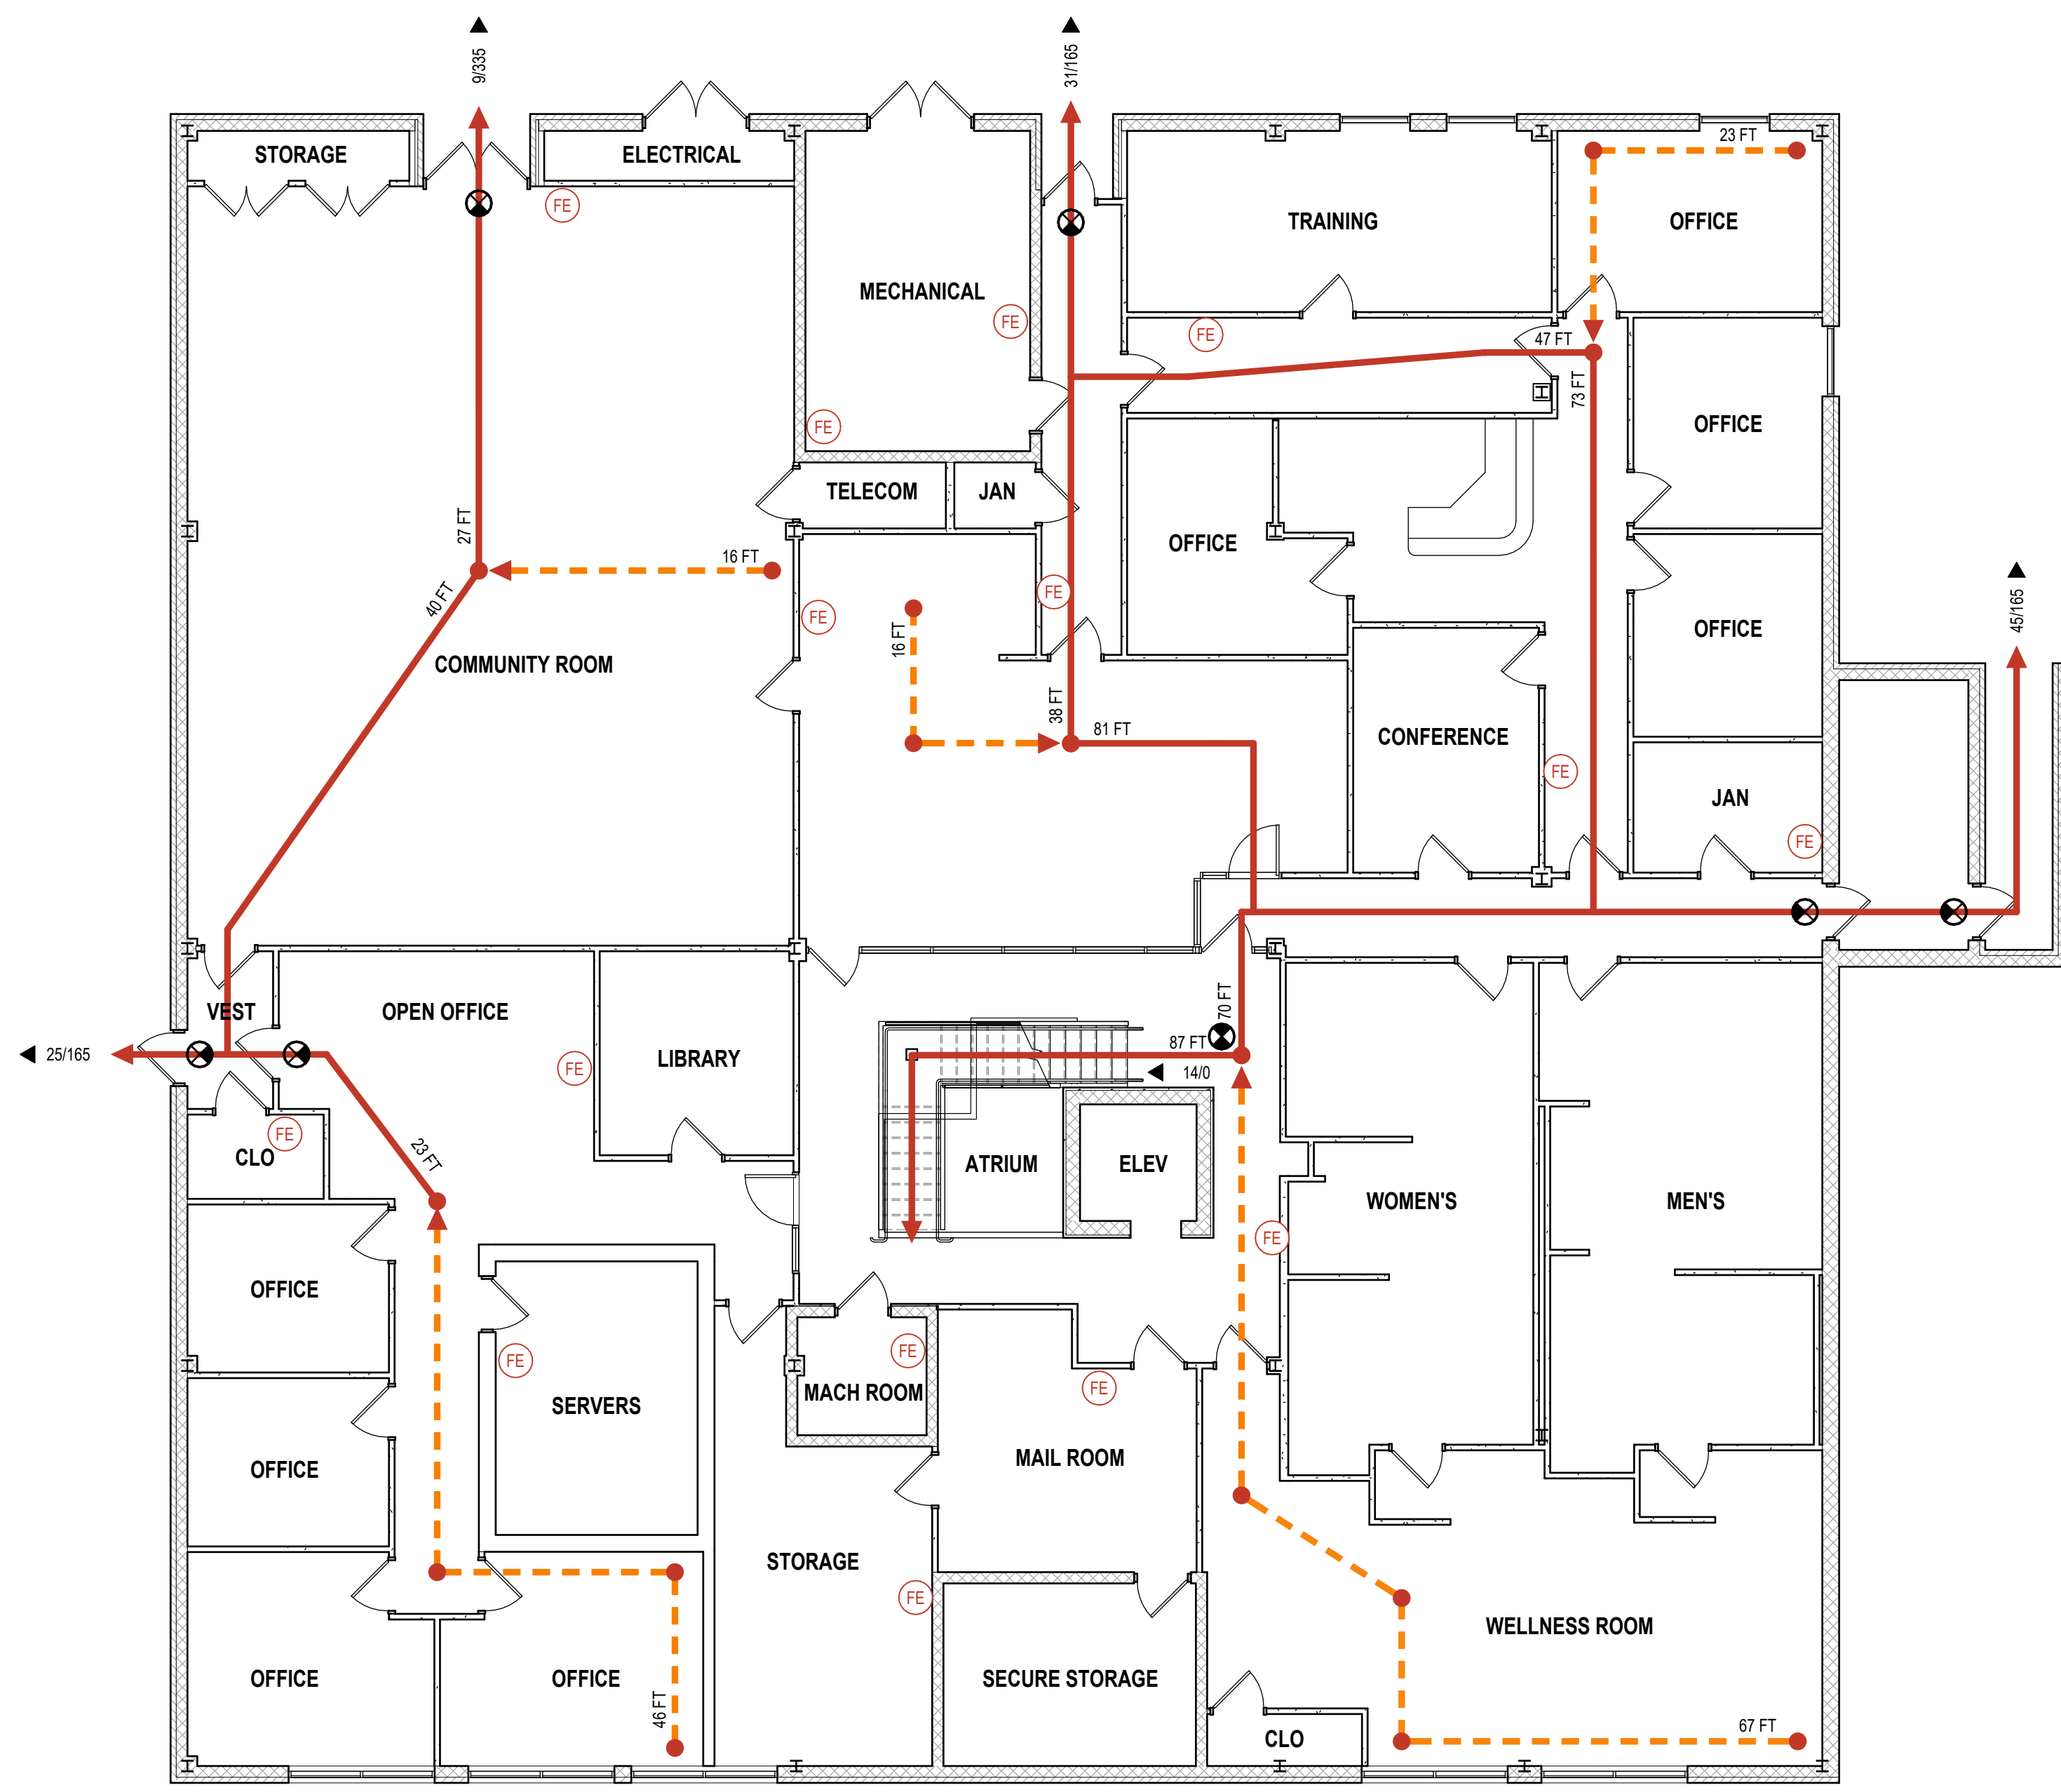 9/335
31/165
STORAGE
ELECTRICAL
23 FT
FE
TRAINING
OFFICE
MECHANICAL
FE
FE
47 FT
73 FT
FE
OFFICE
TELECOM
JAN
27 FT
OFFICE
16 FT
40 FT
FE
FE
16 FT
OFFICE
45/165
COMMUNITY ROOM
38 FT
81 FT
CONFERENCE
FE
JAN
FE
VEST
OPEN OFFICE
70 FT
25/165
LIBRARY
FE
87 FT
14/0
FE
CLO
23 FT
ATRIUM
ELEV
WOMEN'S
MEN'S
FE
OFFICE
FE
FE
MACH ROOM
FE
SERVERS
OFFICE
MAIL ROOM
STORAGE
FE
WELLNESS ROOM
OFFICE
OFFICE
46 FT
SECURE STORAGE
CLO
67 FT